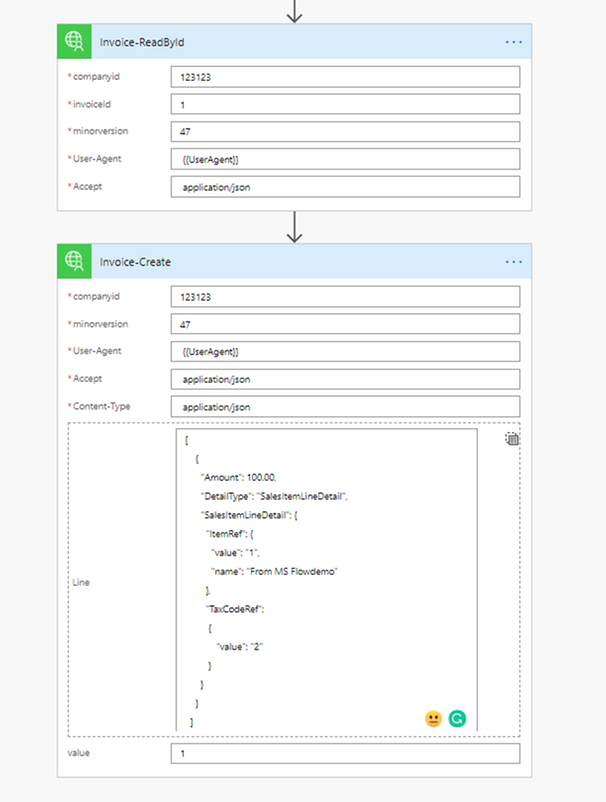 Invoice-ReadById
*companyid 123123
*invoiceId 1
*minorversion 47
*User-Agent {{UserAgent}}
*Accept application/json
Invoice-Create
*companyid 123123
*minorversion 47
*User-Agent {{UserAgent}}
*Accept application/json
*Content-Type application/json
Line
[
{
"Amount": 100.00,
"DetailType": "SalesItemLineDetail",
"SalesItemLineDetail": {
"ItemRef": {
"value": "1",
"name": "From MS Flowdemo"
},
"TaxCodeRef":
{
"value": "2"
}
}
}
]
value 1